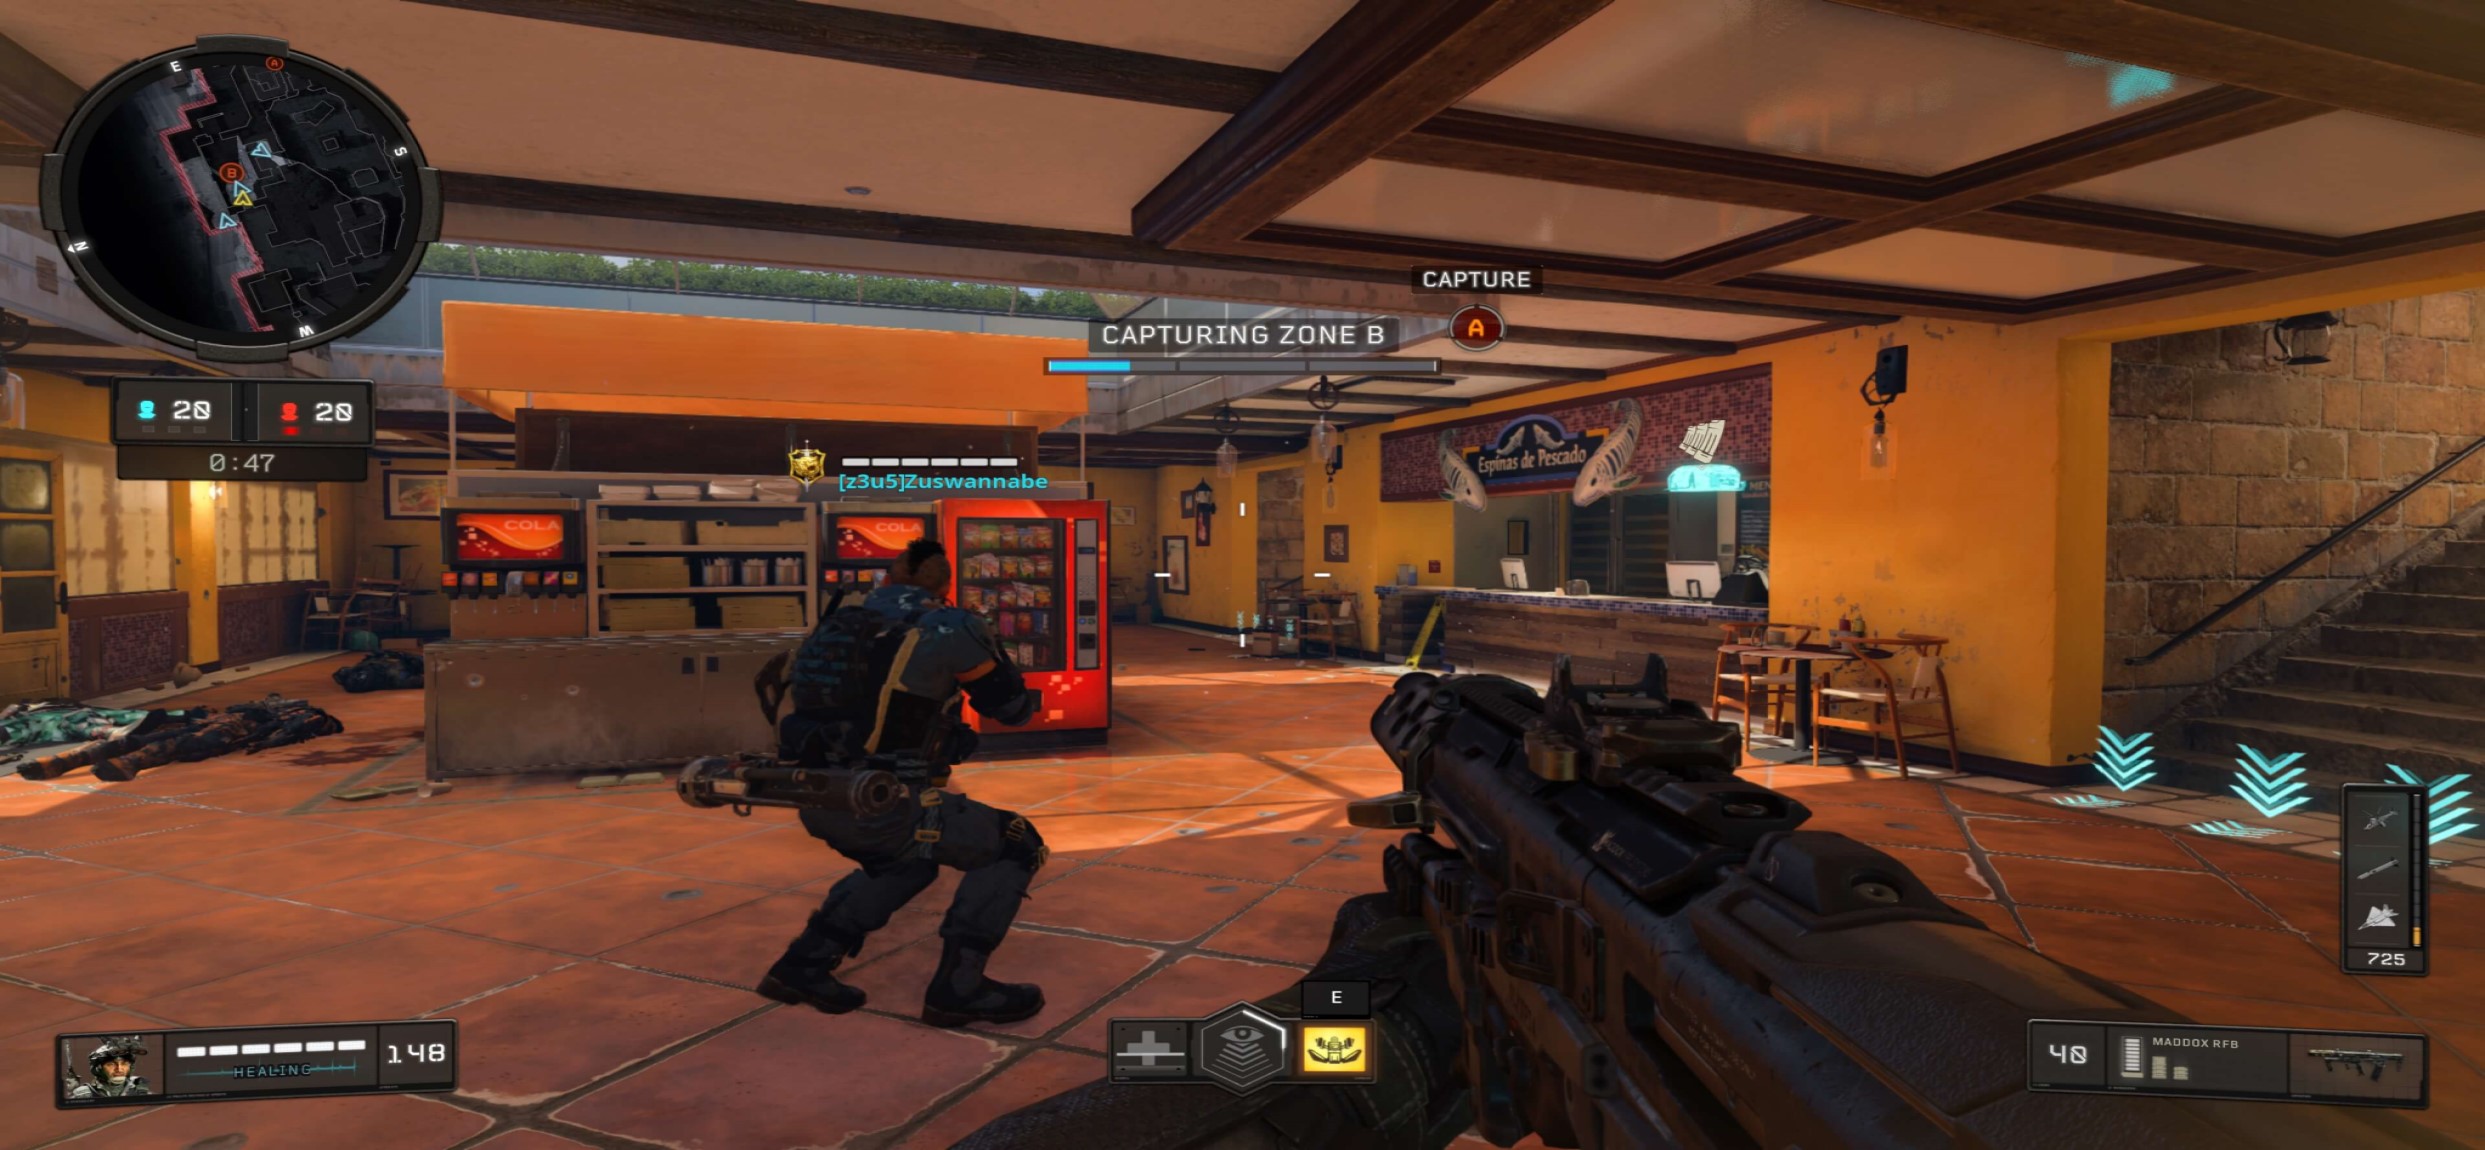 E
A
S
B
N
W
20
20
0:47
CAPTURE
A
CAPTURING ZONE B
[z3u5]Zuswannabe
COLA
COLA
Espinas de Pescado
725
E
148
HEALING
40
MADDOX RFB